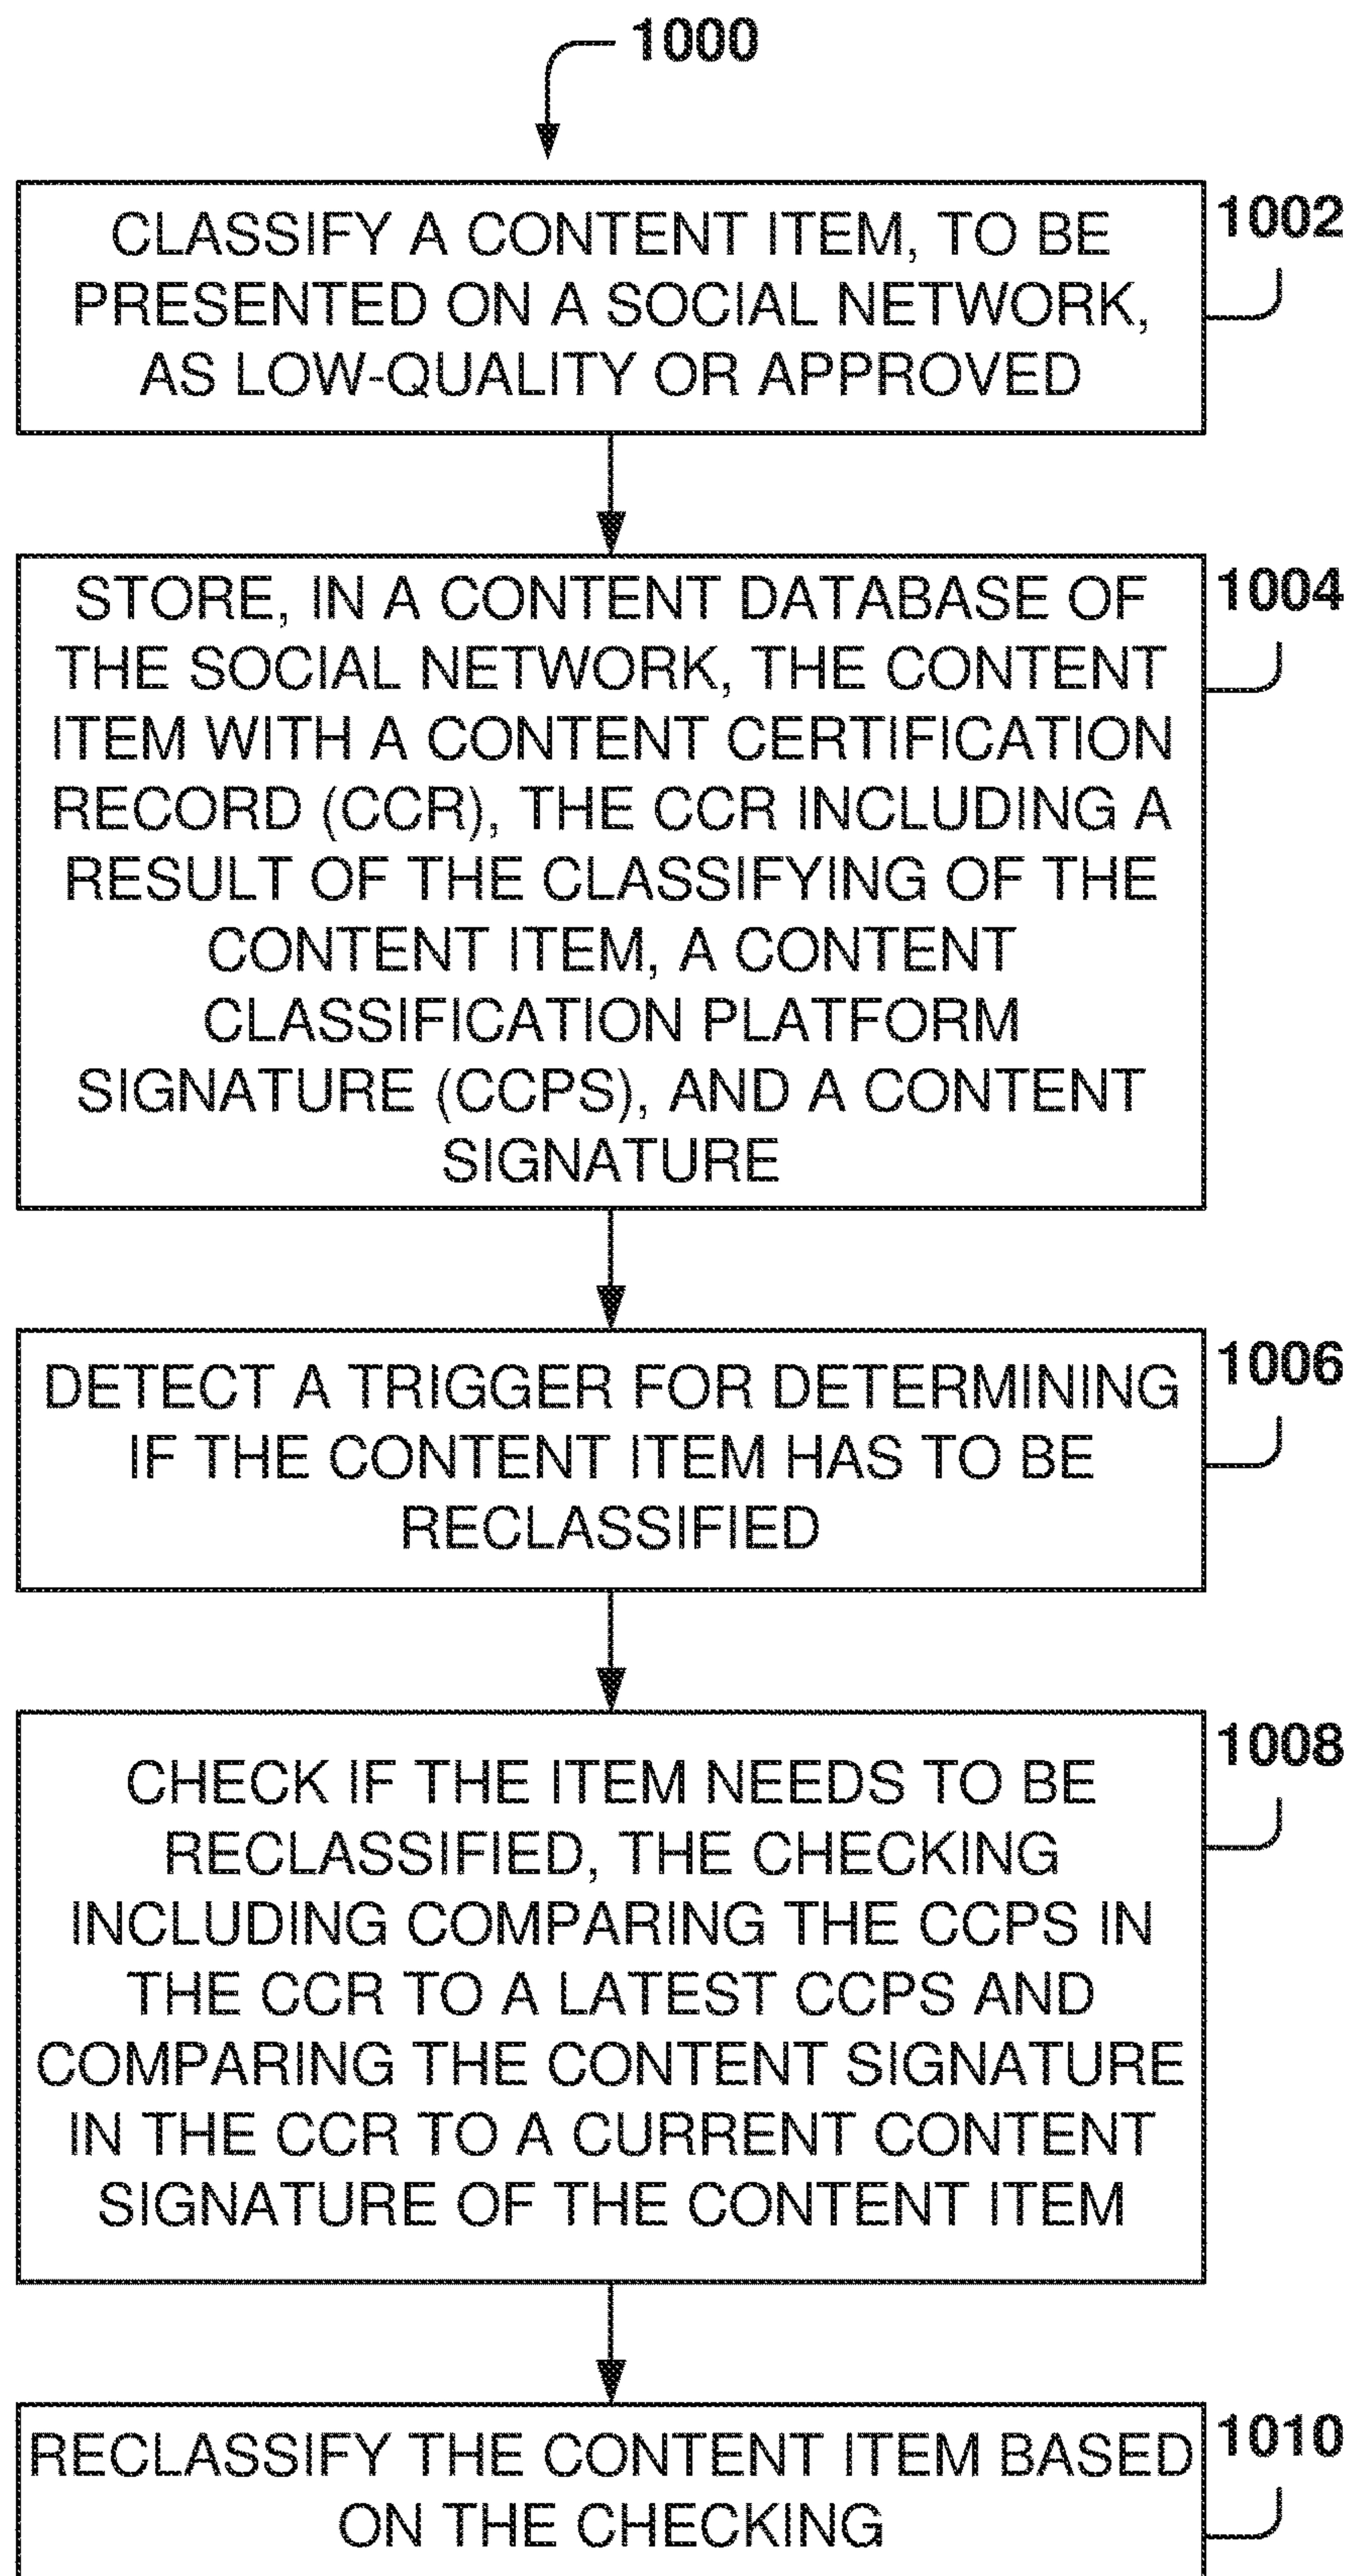 1000
CLASSIFY A CONTENT ITEM, TO BE
PRESENTED ON A SOCIAL NETWORK,
AS LOW-QUALITY OR APPROVED
1002
STORE, IN A CONTENT DATABASE OF
THE SOCIAL NETWORK, THE CONTENT
ITEM WITH A CONTENT CERTIFICATION
RECORD (CCR), THE CCR INCLUDING A
RESULT OF THE CLASSIFYING OF THE
CONTENT ITEM, A CONTENT
CLASSIFICATION PLATFORM
SIGNATURE (CCPS), AND A CONTENT
SIGNATURE
1004
DETECT A TRIGGER FOR DETERMINING
IF THE CONTENT ITEM HAS TO BE
RECLASSIFIED
1006
CHECK IF THE ITEM NEEDS TO BE
RECLASSIFIED, THE CHECKING
INCLUDING COMPARING THE CCPS IN
THE CCR TO A LATEST CCPS AND
COMPARING THE CONTENT SIGNATURE
IN THE CCR TO A CURRENT CONTENT
SIGNATURE OF THE CONTENT ITEM
1008
RECLASSIFY THE CONTENT ITEM BASED
ON THE CHECKING
1010